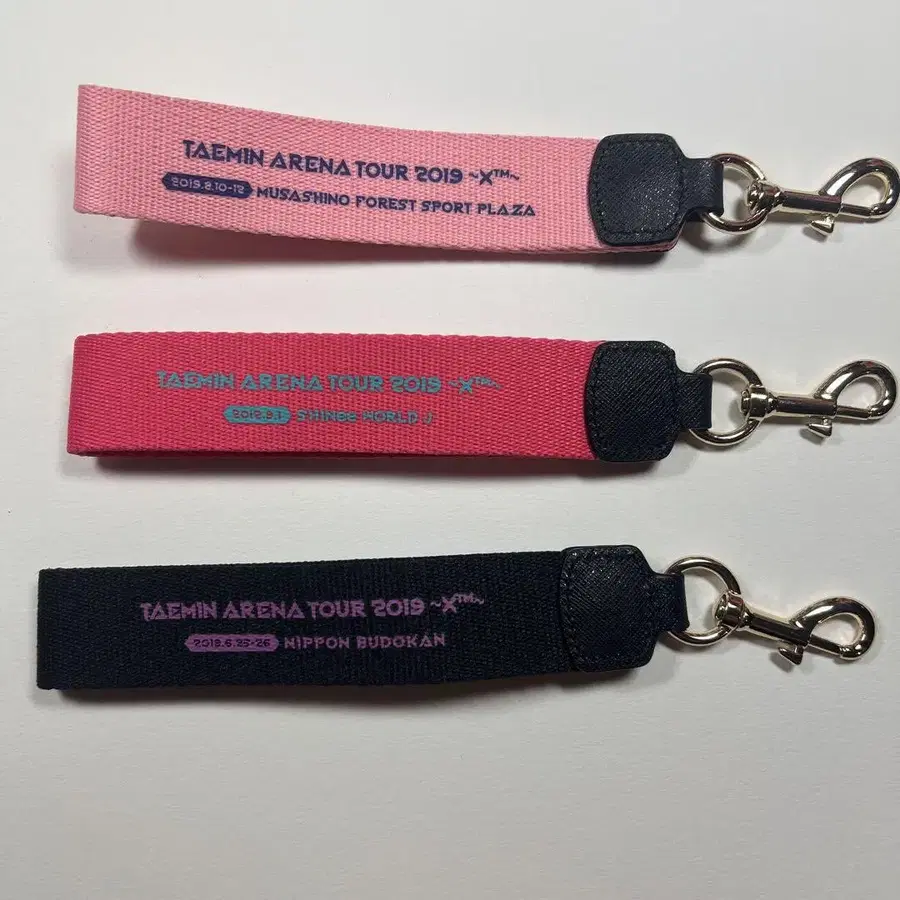 TAEMIN ARENA TOUR 2019 ~X™~
2019.8.10-12 MUSASHINO FOREST SPORT PLAZA
TAEMIN ARENA TOUR 2019 ~X™~
2019.9.1 SHINee WORLD J
TAEMIN ARENA TOUR 2019 ~X™~
2019.6.25-26 NIPPON BUDOKAN